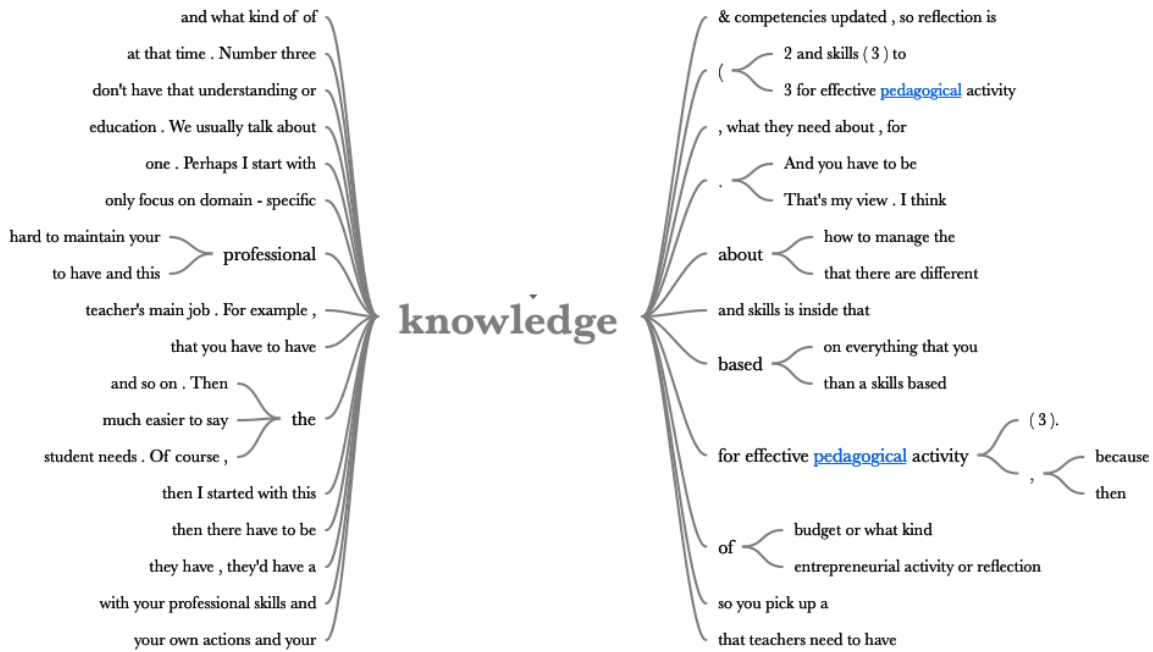 and what kind of of
at that time . Number three
don't have that understanding or
education . We usually talk about
one . Perhaps I start with
only focus on domain - specific
hard to maintain your
to have and this
professional
teacher's main job . For example ,
that you have to have
and so on . Then
much easier to say
student needs . Of course ,
the
then I started with this
then there have to be
they have , they'd have a
with your professional skills and
your own actions and your
knowledge
& competencies updated , so reflection is
(
2 and skills ( 3 ) to
3 for effective pedagogical activity
, what they need about , for
.
And you have to be
That's my view . I think
about
how to manage the
that there are different
and skills is inside that
based
on everything that you
than a skills based
for effective pedagogical activity
( 3 ).
,
because
then
of
budget or what kind
entrepreneurial activity or reflection
so you pick up a
that teachers need to have